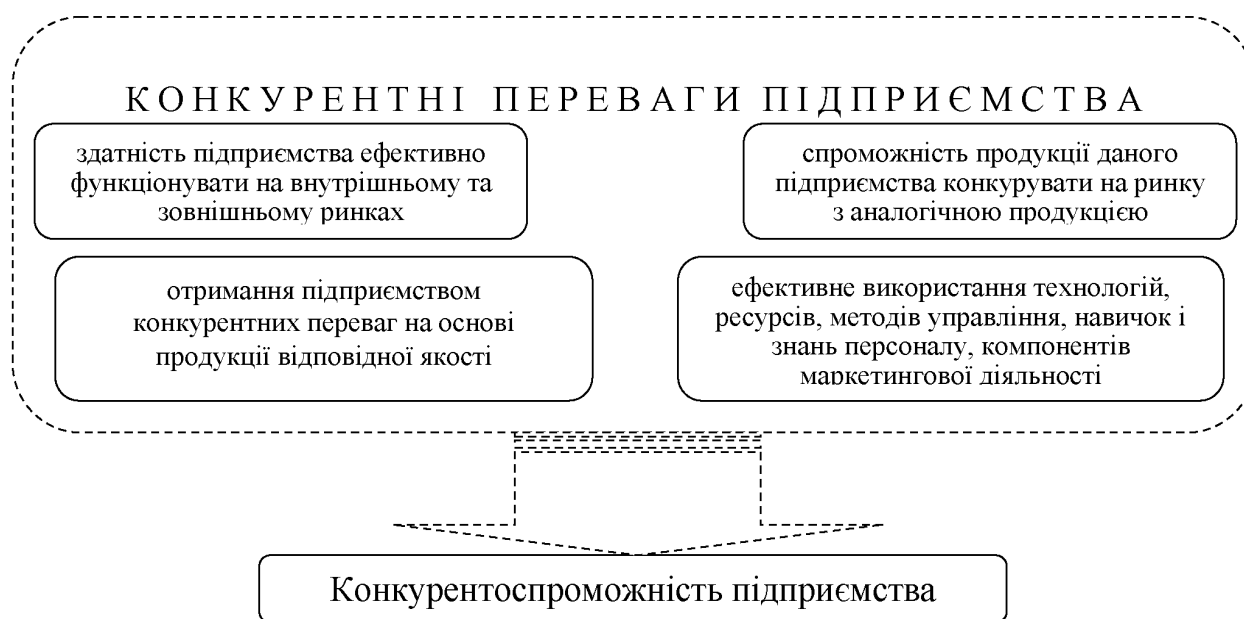 КОНКУРЕНТНІ ПЕРЕВАГИ ПІДПРИЄМСТВА
здатність підприємства ефективно
функціонувати на внутрішньому та
зовнішньому ринках
спроможність продукції даного
підприємства конкурувати на ринку
з аналогічною продукцією
отримання підприємством
конкурентних переваг на основі
продукції відповідної якості
ефективне використання технологій,
ресурсів, методів управління, навичок і
знань персоналу, компонентів
маркетингової діяльності
Конкурентоспроможність підприємства